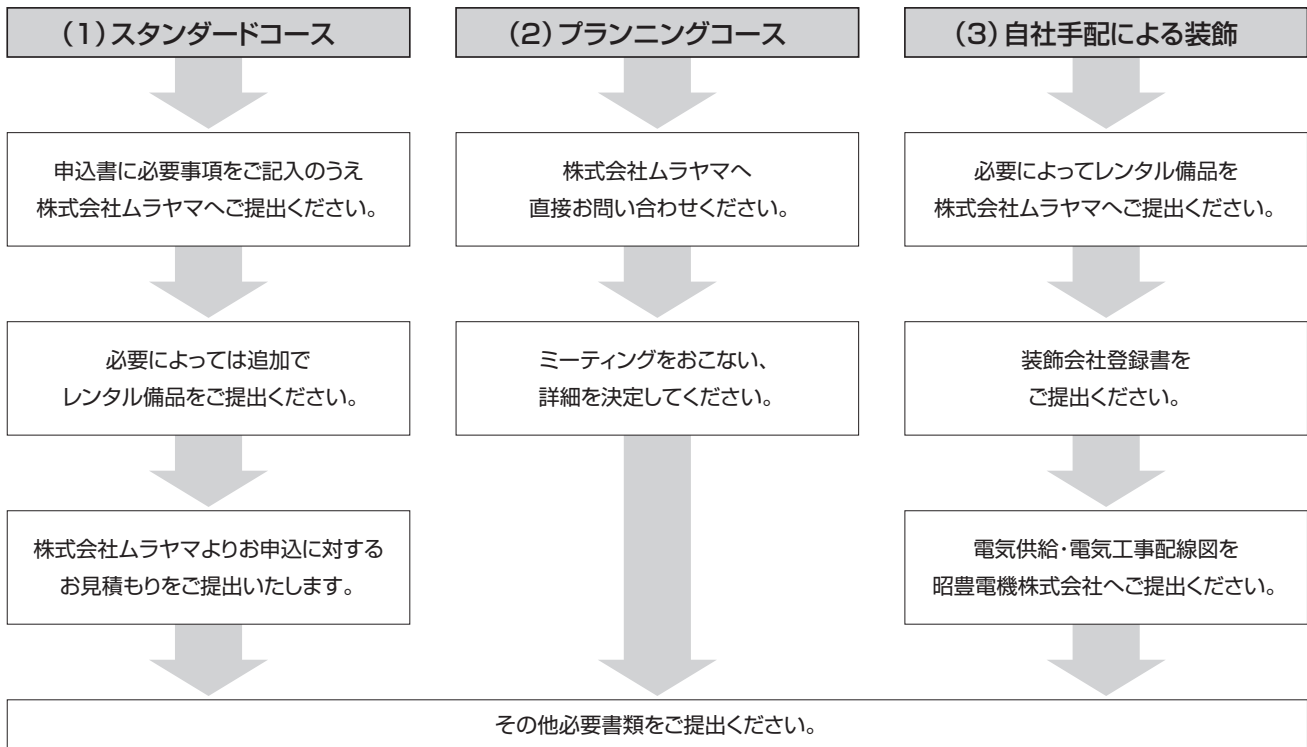 (1)スタンダードコース
申込書に必要事項をご記入のうえ
株式会社ムラヤマへご提出ください。
必要によっては追加で
レンタル備品をご提出ください。
株式会社ムラヤマよりお申込に対する
お見積もりをご提出いたします。
(2)プランニングコース
株式会社ムラヤマへ
直接お問い合わせください。
ミーティングをおこない、
詳細を決定してください。
(3)自社手配による装飾
必要によってレンタル備品を
株式会社ムラヤマへご提出ください。
装飾会社登録書を
ご提出ください。
電気供給・電気工事配線図を
昭豊電機株式会社へご提出ください。
その他必要書類をご提出ください。